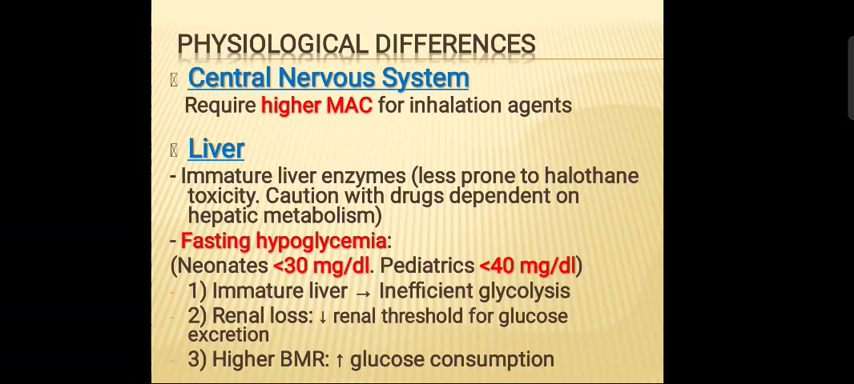 PHYSIOLOGICAL DIFFERENCES
Central Nervous System
Require higher MAC for inhalation agents
Liver
- Immature liver enzymes (less prone to halothane
toxicity. Caution with drugs dependent on
hepatic metabolism)
- Fasting hypoglycemia:
(Neonates <30 mg/dl. Pediatrics <40 mg/dl)
- 1) Immature liver → Inefficient glycolysis
- 2) Renal loss: ↓ renal threshold for glucose
excretion
- 3) Higher BMR: ↑ glucose consumption